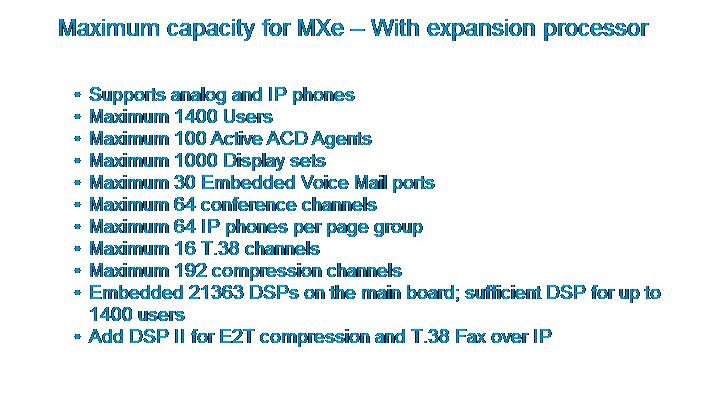 Maximum capacity for MXe – With expansion processor
• Supports analog and IP phones
• Maximum 1400 Users
• Maximum 100 Active ACD Agents
• Maximum 1000 Display sets
• Maximum 30 Embedded Voice Mail ports
• Maximum 64 conference channels
• Maximum 64 IP phones per page group
• Maximum 16 T.38 channels
• Maximum 192 compression channels
• Embedded 21363 DSPs on the main board; sufficient DSP for up to
1400 users
• Add DSP II for E2T compression and T.38 Fax over IP